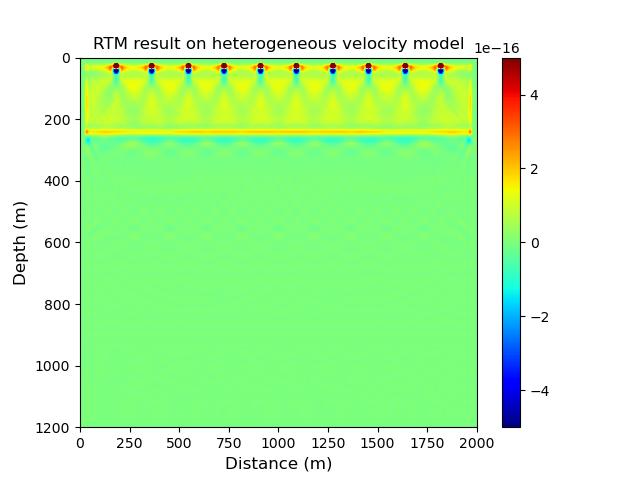 RTM result on heterogeneous velocity model
1e−16
0
200
400
600
800
1000
1200
Depth (m)
0 250 500 750 1000 1250 1500 1750 2000
Distance (m)
4
2
0
−2
−4